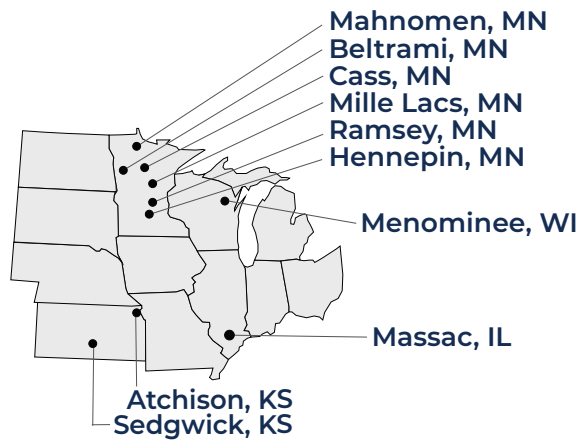 Mahnomen, MN
Beltrami, MN
Cass, MN
Mille Lacs, MN
Ramsey, MN
Hennepin, MN
Menominee, WI
Massac, IL
Atchison, KS
Sedgwick, KS